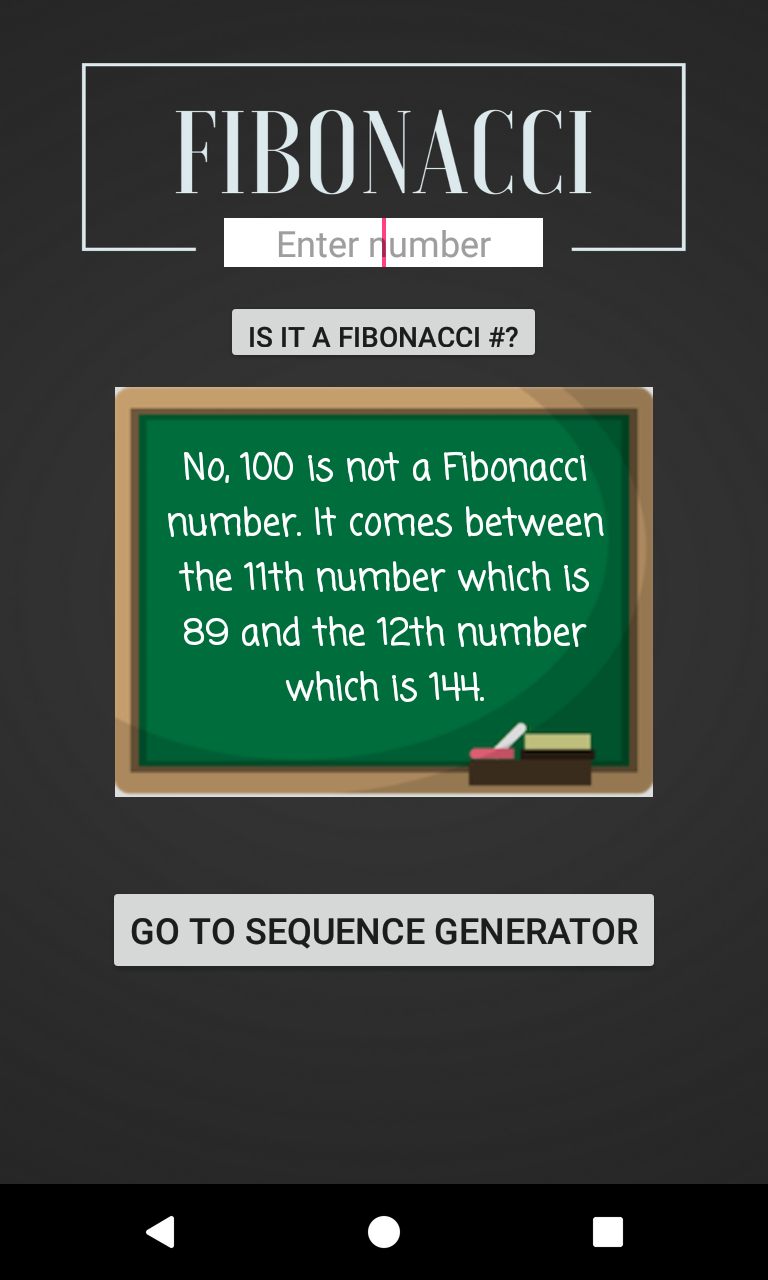 FIBONACCI
Enter number
IS IT A FIBONACCI #?
No, 100 is not a Fibonacci
number. It comes between
the 11th number which is
89 and the 12th number
which is 144.
GO TO SEQUENCE GENERATOR